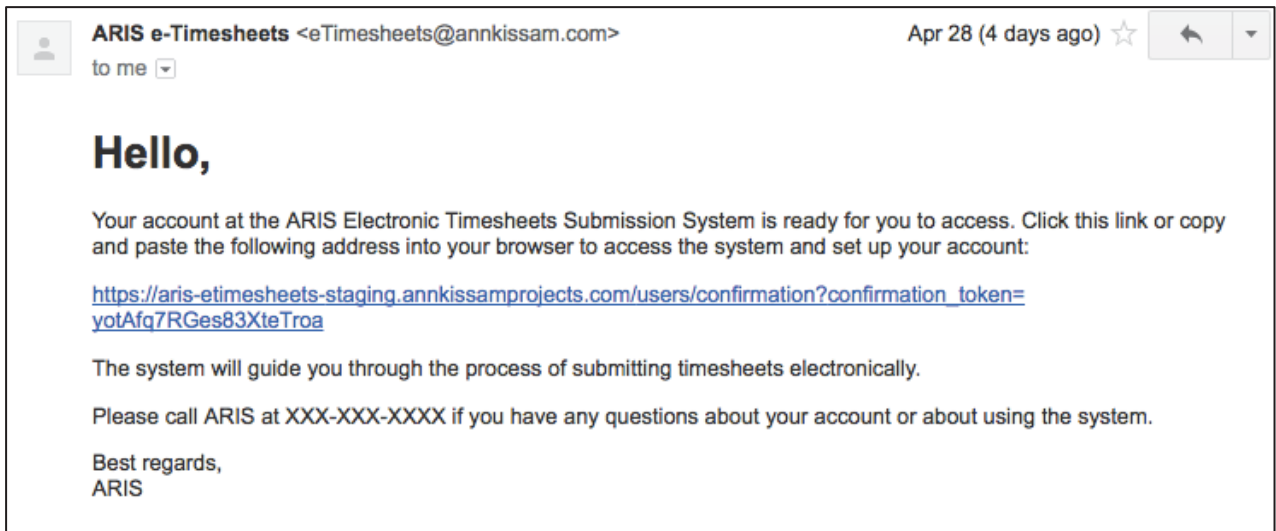 ARIS e-Timesheets <eTimesheets@annkissam.com> Apr 28 (4 days ago)
to me
Hello,
Your account at the ARIS Electronic Timesheets Submission System is ready for you to access. Click this link or copy
and paste the following address into your browser to access the system and set up your account:
https://aris-etimesheets-staging.annkissamprojects.com/users/confirmation?confirmation_token=
yotAfq7RGes83XteTroa
The system will guide you through the process of submitting timesheets electronically.
Please call ARIS at XXX-XXX-XXXX if you have any questions about your account or about using the system.
Best regards,
ARIS